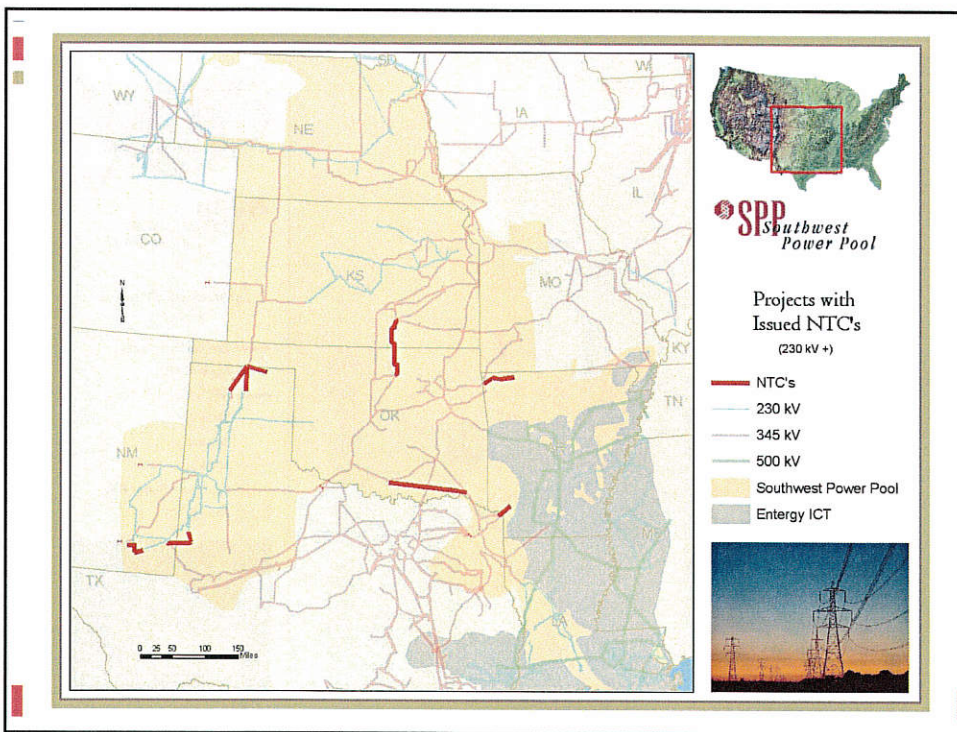 SD
WY
W
IA
NE
IL
CO
KS
MO
N
KY
OK
TN
NM
TX
LA
0 25 50 100 150
Miles
SPP
Southwest
Power Pool
Projects with
Issued NTC's
(230 kV +)
NTC's
230 kV
345 kV
500 kV
Southwest Power Pool
Entergy ICT